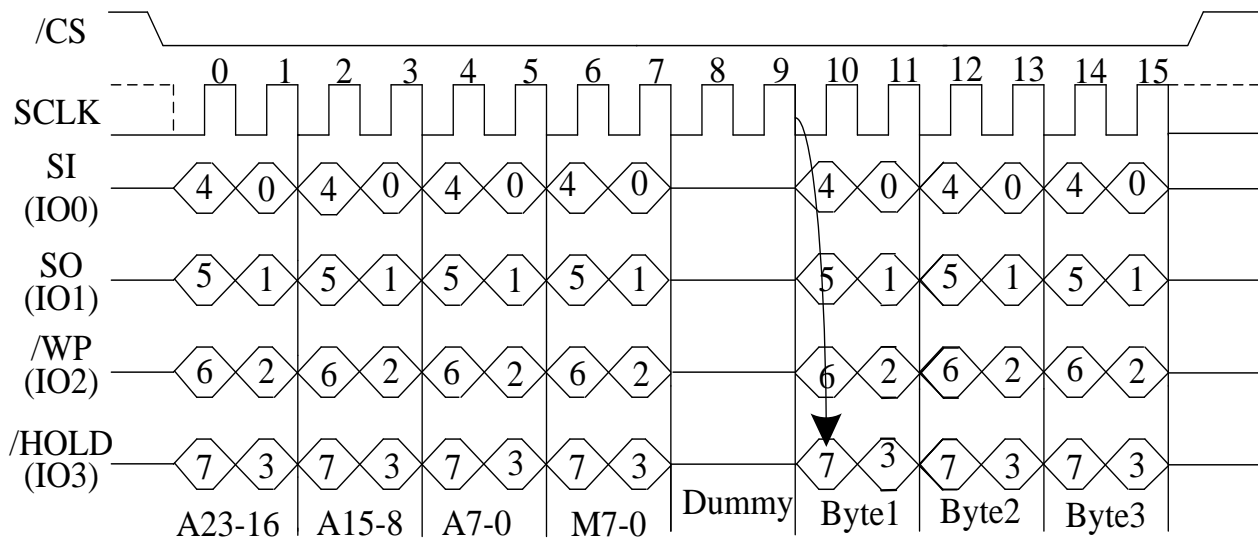 /CS
0 1 2 3 4 5 6 7 8 9 10 11 12 13 14 15
SCLK
SI
(IO0)
4 0 4 0 4 0 4 0 4 0 4 0 4 0
SO
(IO1)
5 1 5 1 5 1 5 1 5 1 5 1 5 1
/WP
(IO2)
6 2 6 2 6 2 6 2 6 2 6 2 6 2
/HOLD
(IO3)
7 3 7 3 7 3 7 3 7 3 7 3 7 3
A23-16 A15-8 A7-0 M7-0 Dummy Byte1 Byte2 Byte3